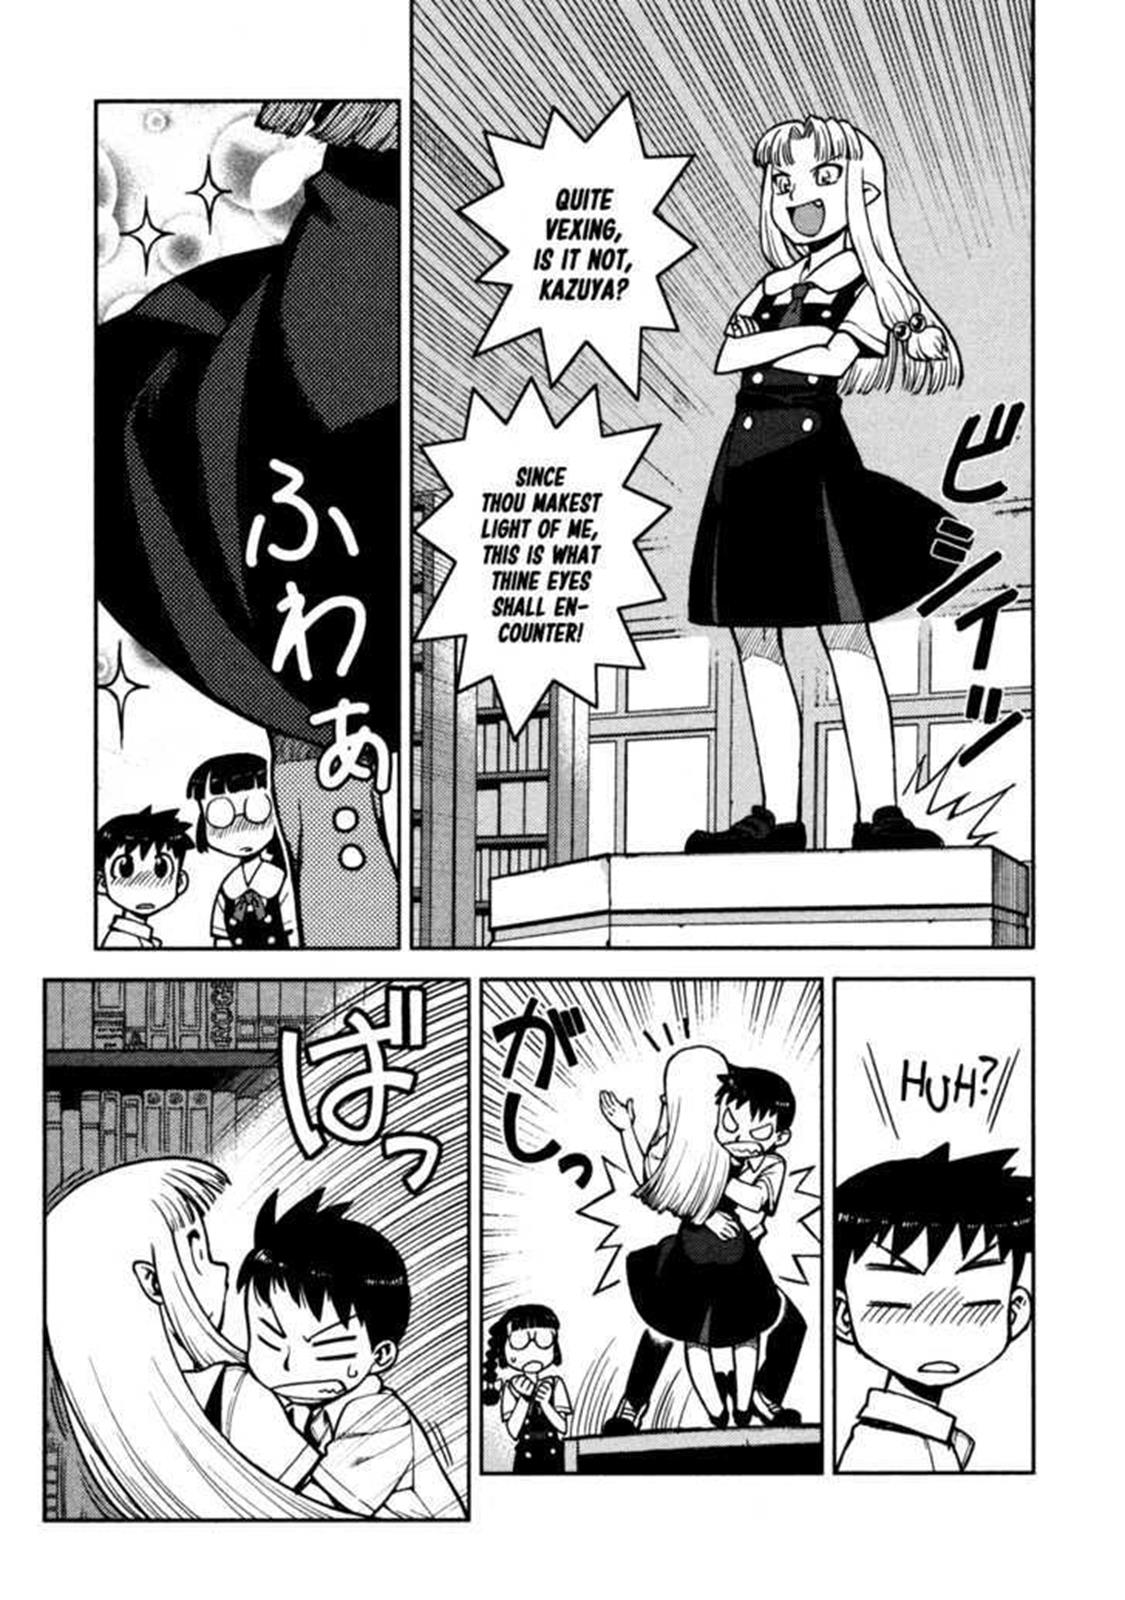 QUITE
VEXING,
IS IT NOT,
KAZUYA?
SINCE
THOU MAKEST
LIGHT OF ME,
THIS IS WHAT
THINE EYES
SHALL EN-
COUNTER!
ビシイッ
ふわぁ・・・
HUH?
がしっ
ばっ